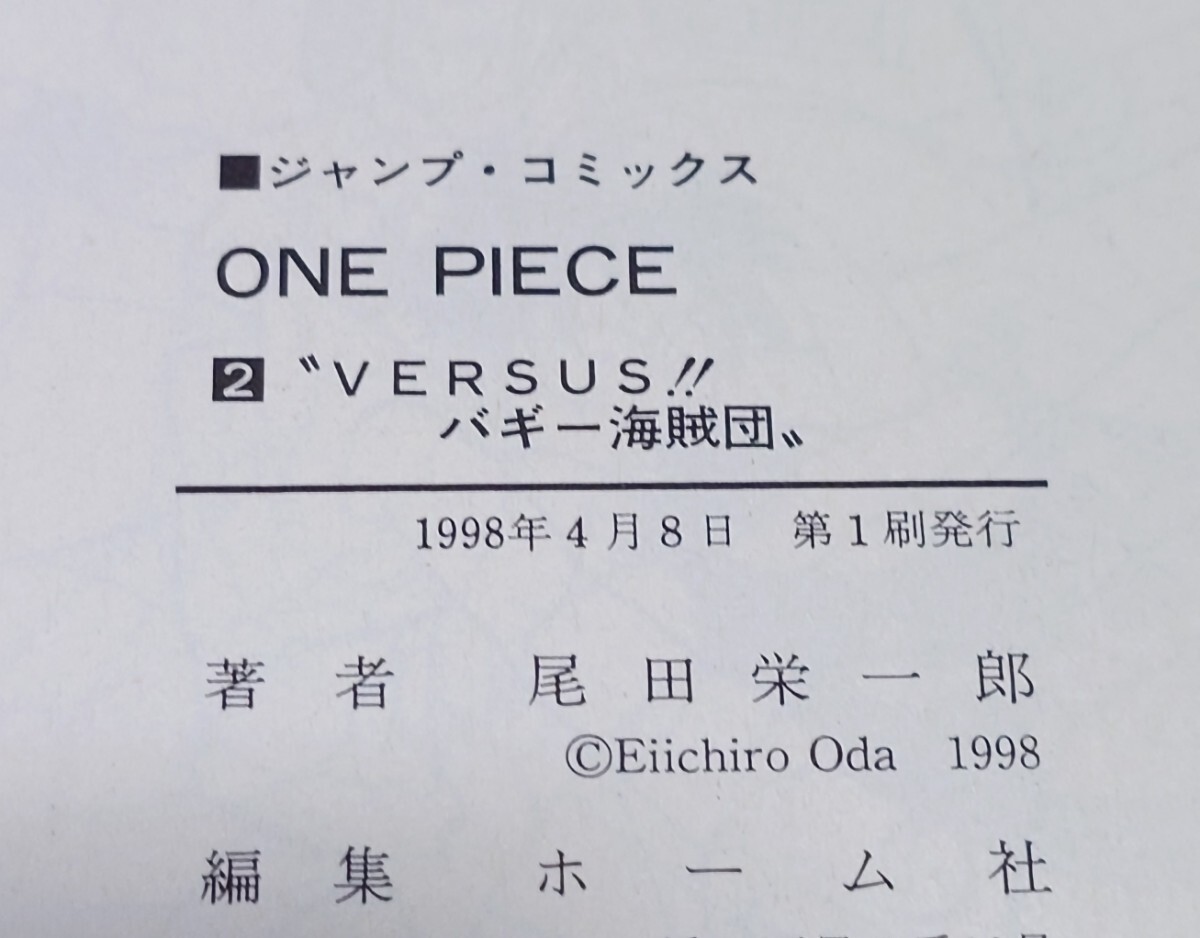 ■ジャンプ・コミックス
ONE PIECE
2 〝VERSUS!!
バギー海賊団〟
1998年4月8日 第1刷発行
著者 尾田栄一郎
©Eiichiro Oda 1998
編集 ホーム社